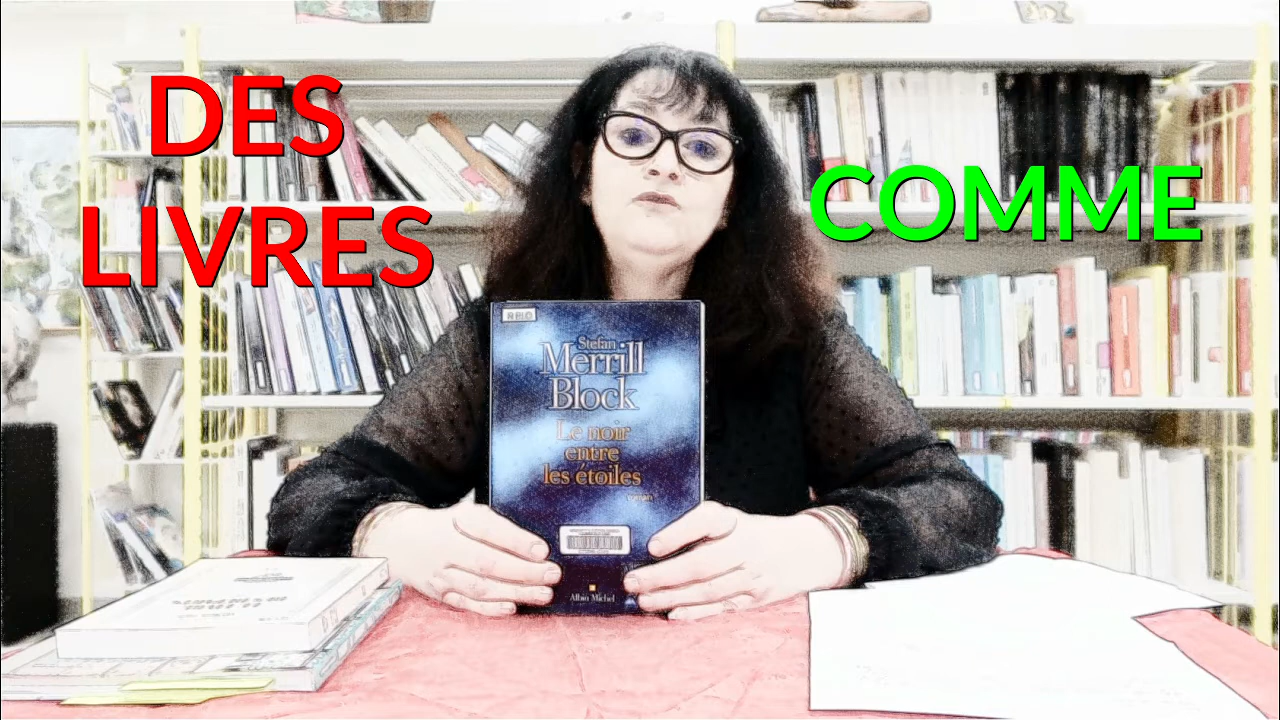 DES
LIVRES
COMME
Stefan
Merrill
Block
Le noir
entre
les étoiles
roman
Albin Michel